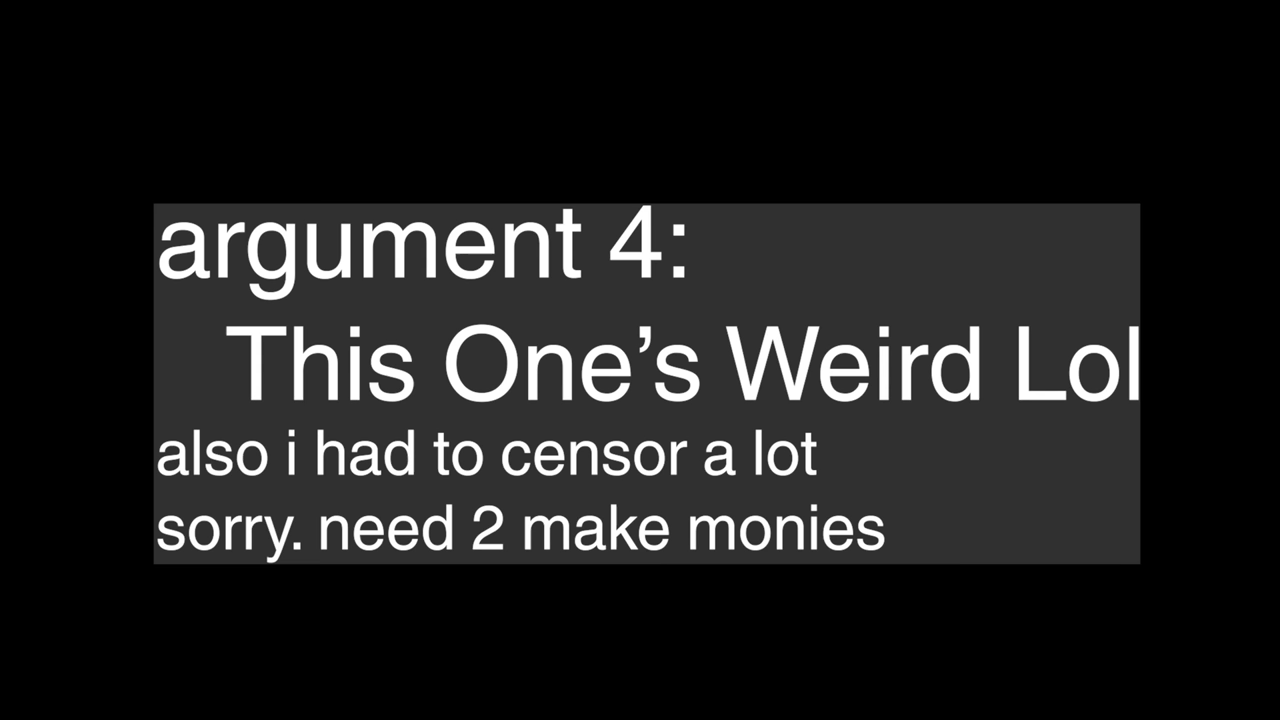 argument 4:
This One’s Weird Lol
also i had to censor a lot
sorry. need 2 make monies